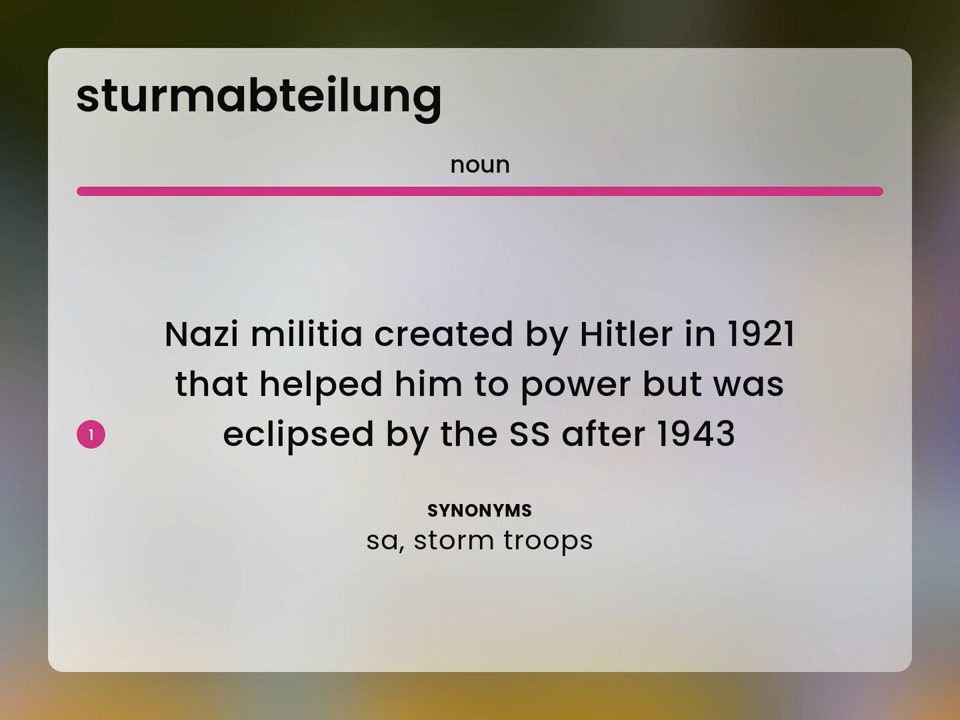 sturmabteilung
noun
Nazi militia created by Hitler in 1921
that helped him to power but was
1 eclipsed by the SS after 1943
SYNONYMS
sa, storm troops